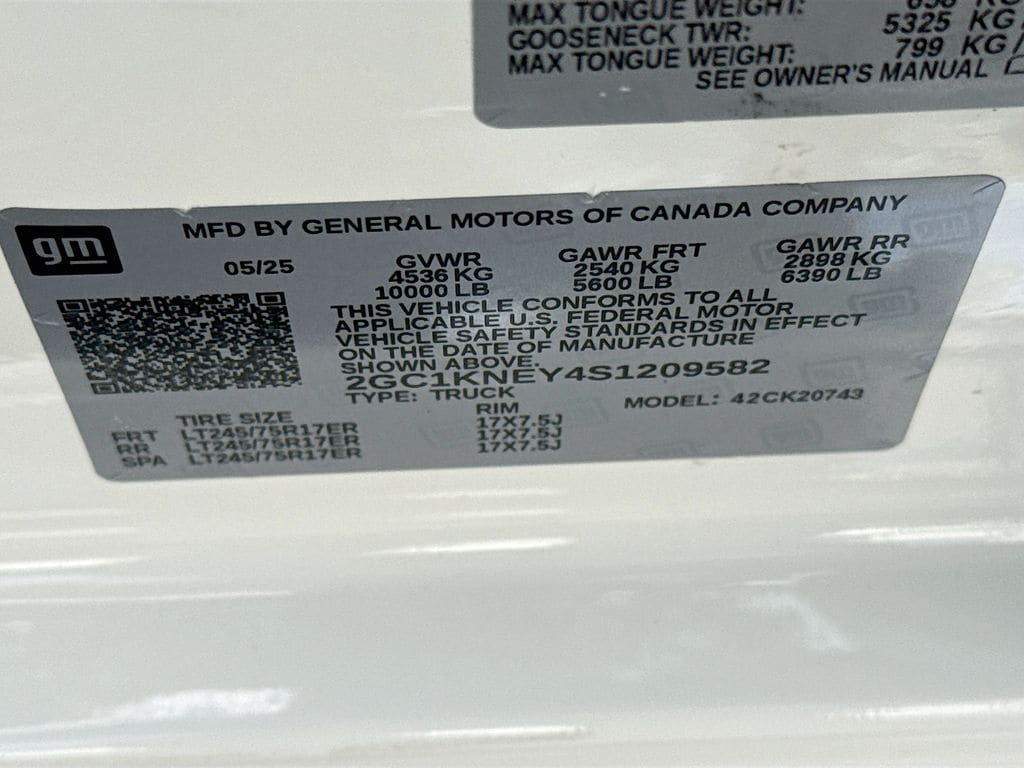 MAX TONGUE WEIGHT: 698 KG
GOOSENECK TWR: 5325 KG/
MAX TONGUE WEIGHT: 799 KG/
SEE OWNER'S MANUAL
gm
MFD BY GENERAL MOTORS OF CANADA COMPANY
05/25 GVWR GAWR FRT GAWR RR
4536 KG 2540 KG 2898 KG
10000 LB 5600 LB 6390 LB
THIS VEHICLE CONFORMS TO ALL
APPLICABLE U.S. FEDERAL MOTOR
VEHICLE SAFETY STANDARDS IN EFFECT
ON THE DATE OF MANUFACTURE
SHOWN ABOVE.
2GC1KNEY4S1209582
TYPE: TRUCK MODEL: 42CK20743
TIRE SIZE RIM
FRT LT245/75R17ER 17X7.5J
RR LT245/75R17ER 17X7.5J
SPA LT245/75R17ER 17X7.5J